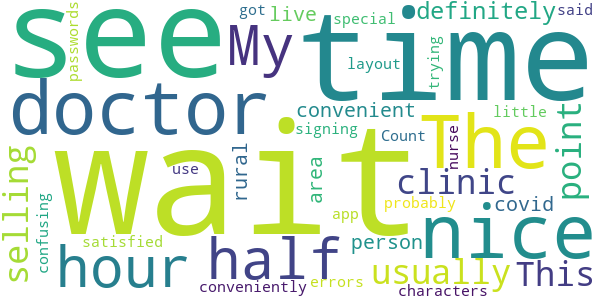 see
passwords
My
got
live
special
time
definitely
said
doctor
layout
trying
convenient
signing
Count
little
The
nurse
point
selling
confusing
wait
rural
use
area
app
clinic
probably
covid
nice
hour
satisfied
half
conveniently
person
errors
usually
characters
This